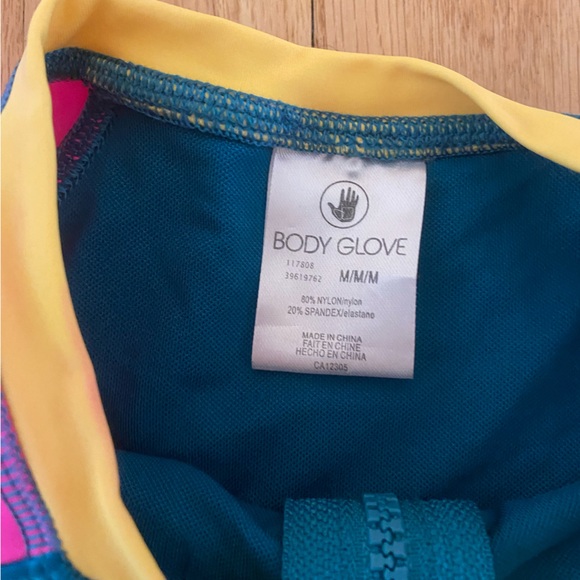 BODY GLOVE
117808
39619762 M/M/M
80% NYLON/nylon
20% SPANDEX/elastano
MADE IN CHINA
FAIT EN CHINE
HECHO EN CHINA
CA12305